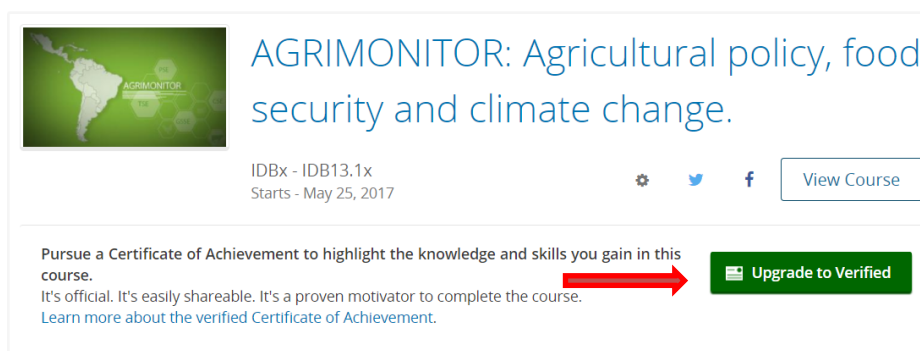 AGRIMONITOR: Agricultural policy, food
security and climate change.
AGRIMONITOR
TM
IDBx - IDB13.1x
Starts - May 25, 2017
View Course
Pursue a Certificate of Achievement to highlight the knowledge and skills you gain in this
course.
It's official. It's easily shareable. It's a proven motivator to complete the course.
Learn more about the verified Certificate of Achievement.
Upgrade to Verified